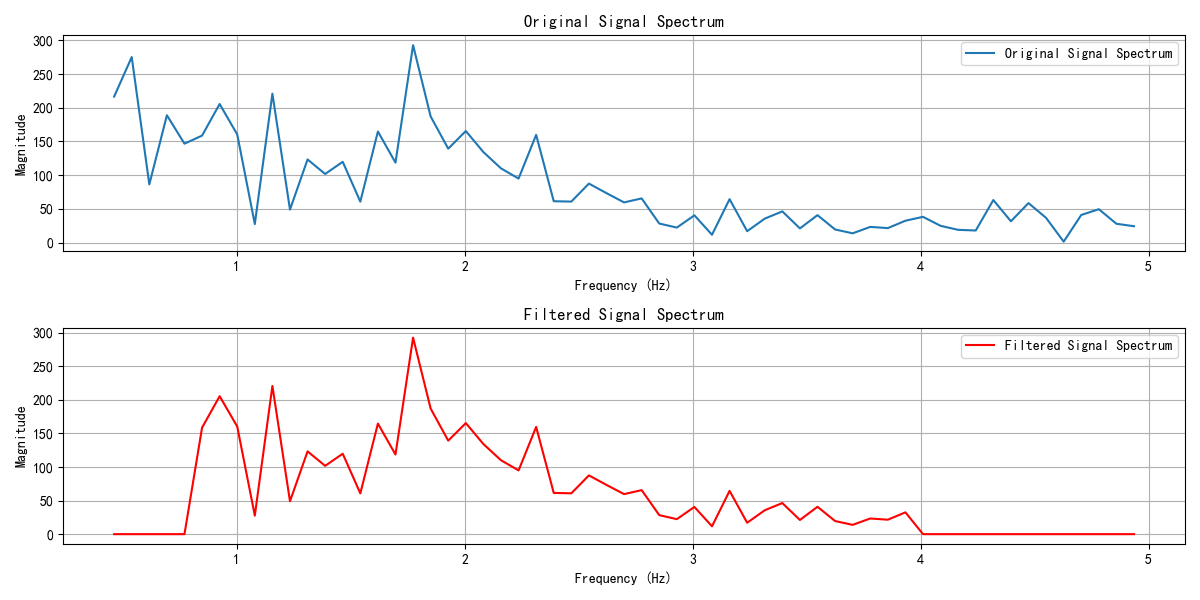 Original Signal Spectrum
300
250
200
150
100
50
0
Magnitude
Original Signal Spectrum
1 2 3 4 5
Frequency (Hz)
Filtered Signal Spectrum
300
250
200
150
100
50
0
Magnitude
Filtered Signal Spectrum
1 2 3 4 5
Frequency (Hz)